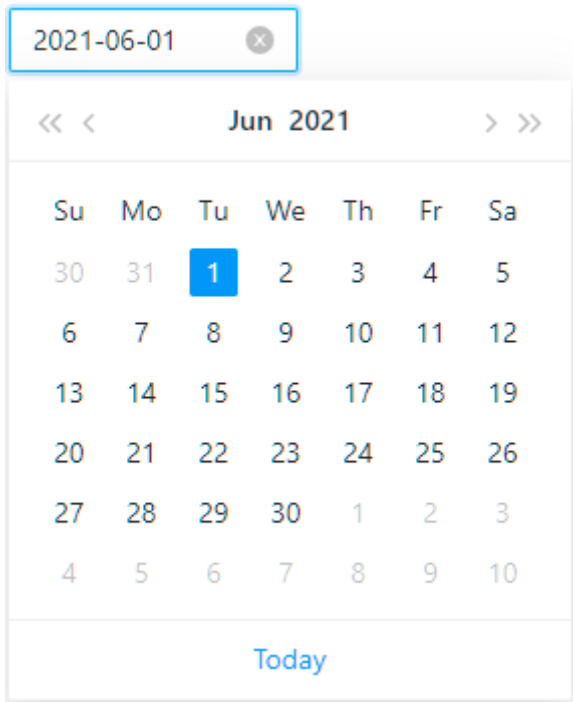 2021-06-01
Jun 2021
Su Mo Tu We Th Fr Sa
30 31 1 2 3 4 5
6 7 8 9 10 11 12
13 14 15 16 17 18 19
20 21 22 23 24 25 26
27 28 29 30 1 2 3
4 5 6 7 8 9 10
Today